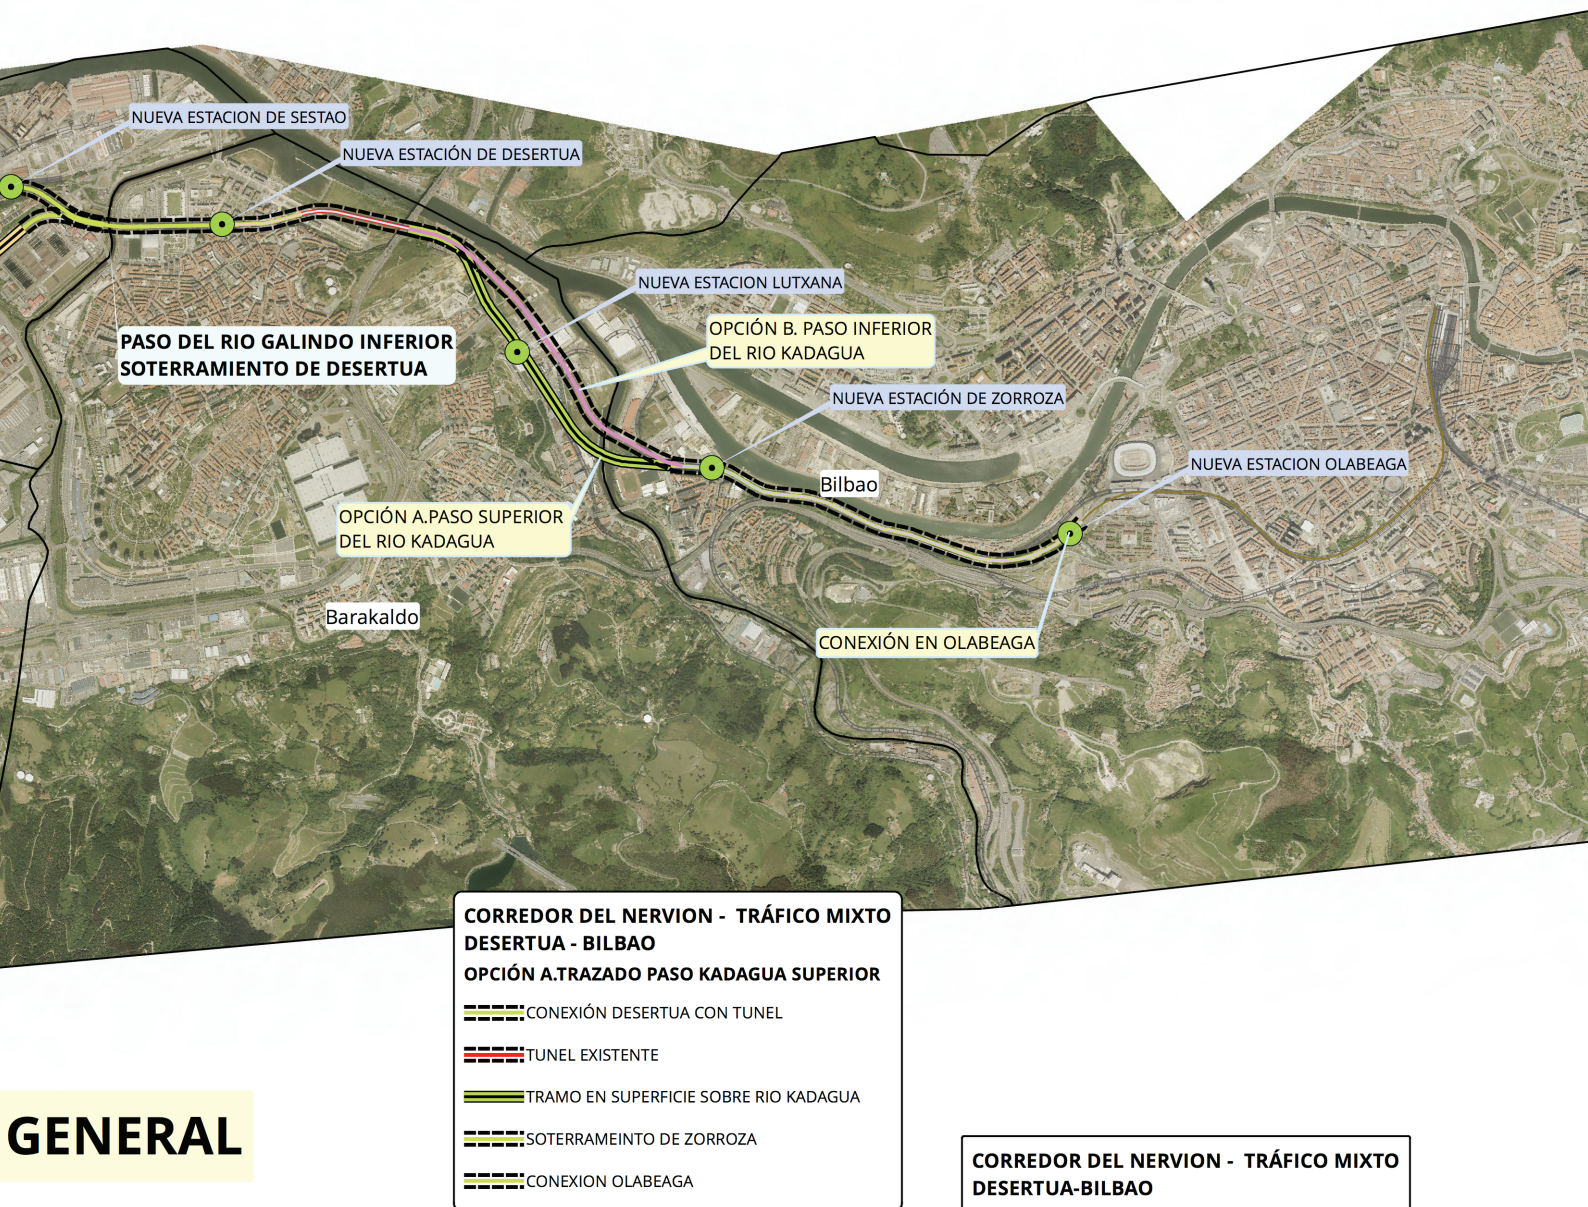 NUEVA ESTACION DE SESTAO
NUEVA ESTACIÓN DE DESERTUA
NUEVA ESTACION LUTXANA
OPCIÓN B. PASO INFERIOR
DEL RIO KADAGUA
PASO DEL RIO GALINDO INFERIOR
SOTERRAMIENTO DE DESERTUA
NUEVA ESTACIÓN DE ZORROZA
NUEVA ESTACION OLABEAGA
Bilbao
OPCIÓN A.PASO SUPERIOR
DEL RIO KADAGUA
Barakaldo
CONEXIÓN EN OLABEAGA
CORREDOR DEL NERVION - TRÁFICO MIXTO
DESERTUA - BILBAO
OPCIÓN A.TRAZADO PASO KADAGUA SUPERIOR
CONEXIÓN DESERTUA CON TUNEL
TUNEL EXISTENTE
TRAMO EN SUPERFICIE SOBRE RIO KADAGUA
SOTERRAMEINTO DE ZORROZA
CONEXION OLABEAGA
GENERAL
CORREDOR DEL NERVION - TRÁFICO MIXTO
DESERTUA-BILBAO